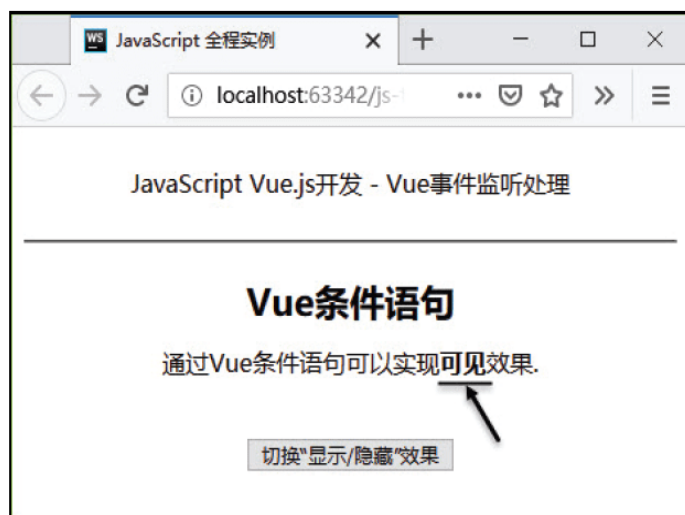 WS JavaScript 全程实例
localhost:63342/js-
JavaScript Vue.js开发 - Vue事件监听处理
Vue条件语句
通过Vue条件语句可以实现可见效果.
切换"显示/隐藏"效果